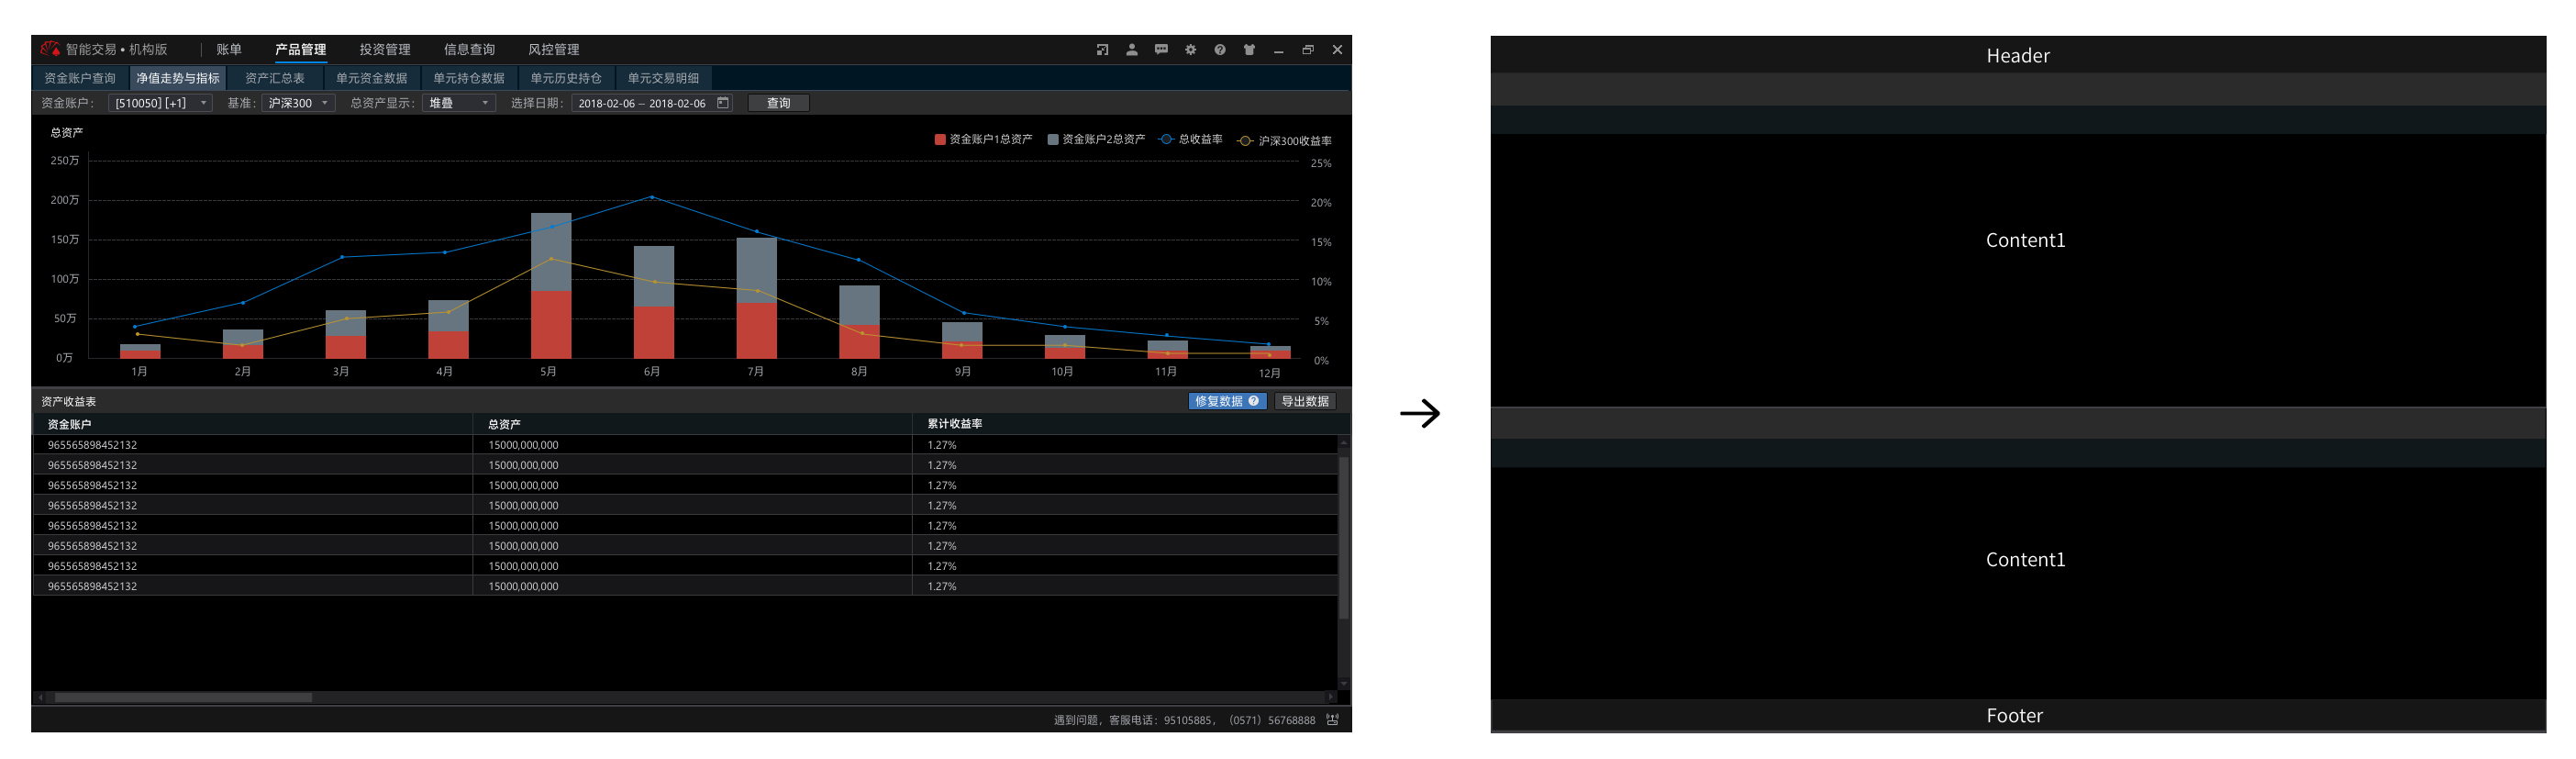 智能交易•机构版 账单 产品管理 投资管理 信息查询 风控管理
资金账户查询 净值走势与指标 资产汇总表 单元资金数据 单元持仓数据 单元历史持仓 单元交易明细
资金账户： [510050] [+1] 基准： 沪深300 总资产显示： 堆叠 选择日期： 2018-02-06 – 2018-02-06 查询
总资产
资金账户1总资产 资金账户2总资产 总收益率 沪深300收益率
250万 25%
200万 20%
150万 15%
100万 10%
50万 5%
0万 0%
1月 2月 3月 4月 5月 6月 7月 8月 9月 10月 11月 12月
资产收益表 修复数据 ? 导出数据
资金账户 总资产 累计收益率
965565898452132 15000,000,000 1.27%
965565898452132 15000,000,000 1.27%
965565898452132 15000,000,000 1.27%
965565898452132 15000,000,000 1.27%
965565898452132 15000,000,000 1.27%
965565898452132 15000,000,000 1.27%
965565898452132 15000,000,000 1.27%
965565898452132 15000,000,000 1.27%
遇到问题，客服电话：95105885，（0571）56768888
Header
Content1
Content1
Footer